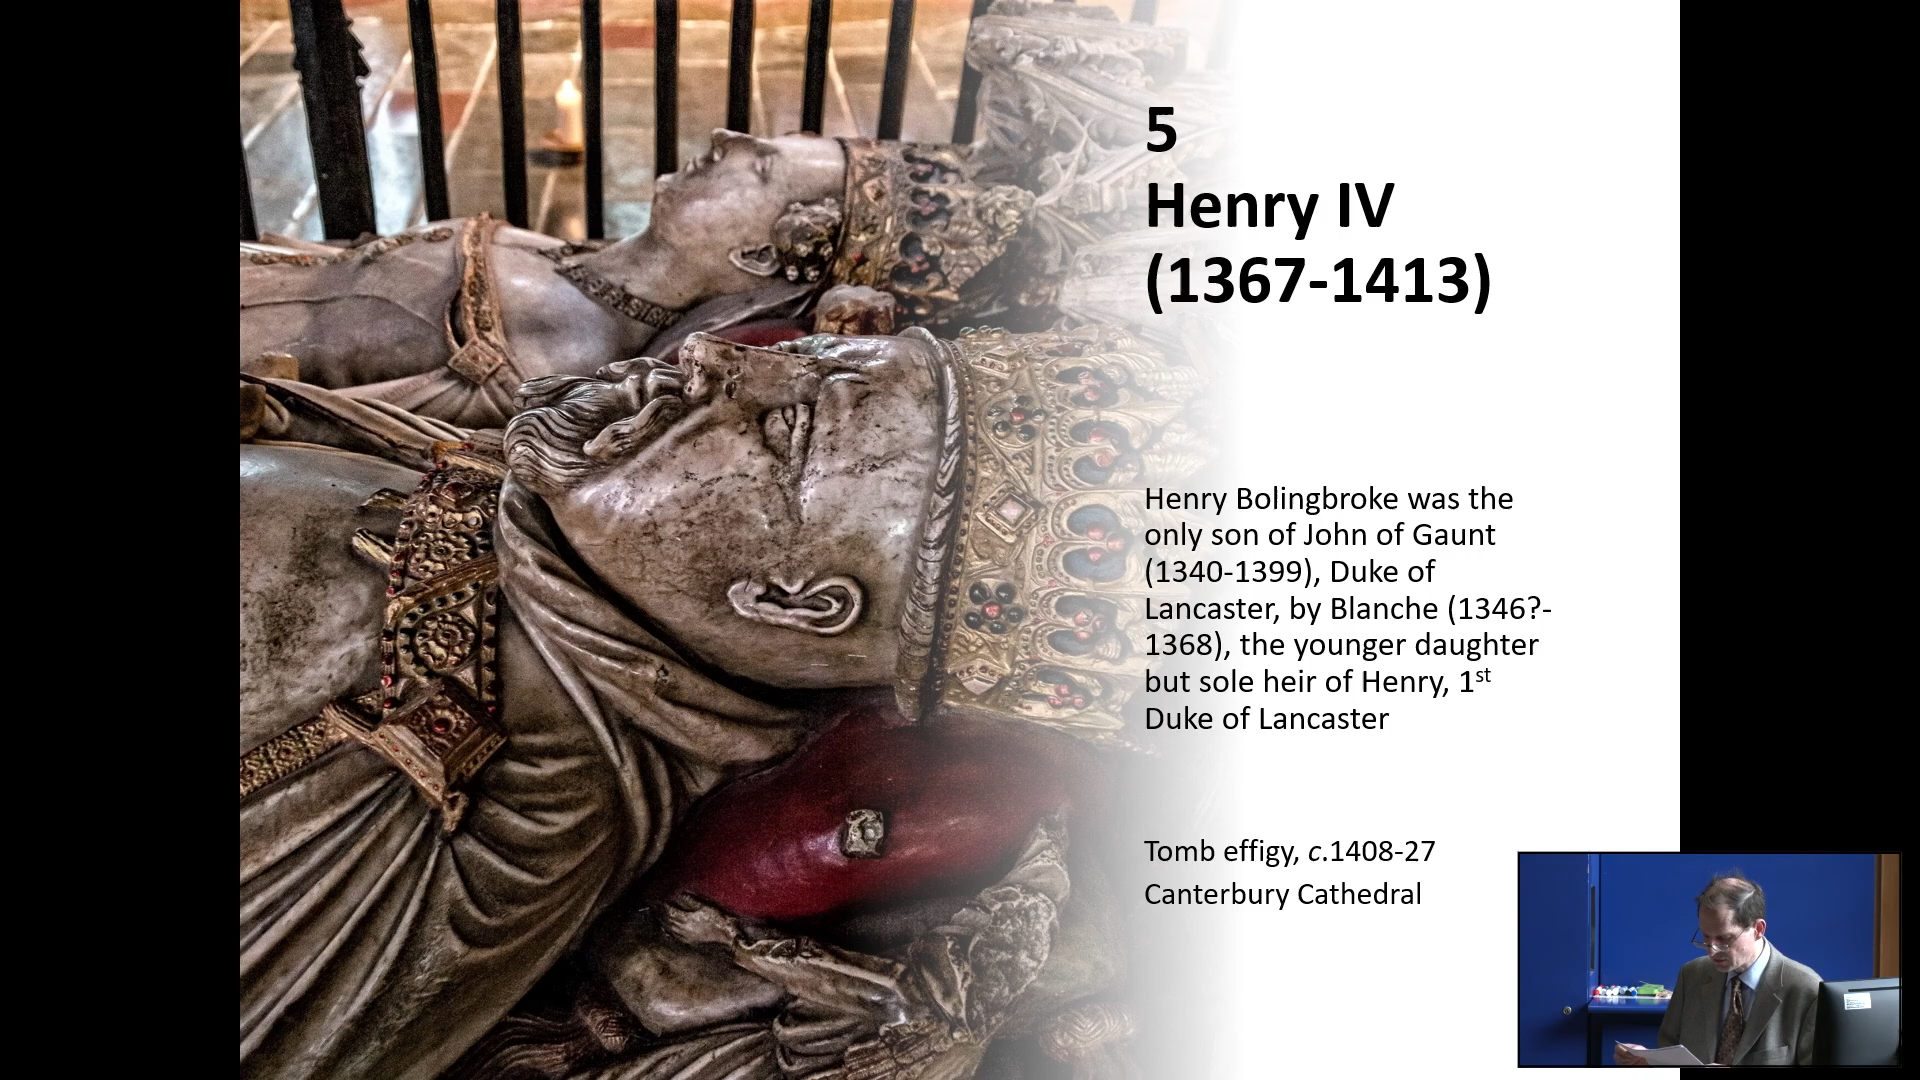 5
Henry IV
(1367-1413)
Henry Bolingbroke was the
only son of John of Gaunt
(1340-1399), Duke of
Lancaster, by Blanche (1346?-
1368), the younger daughter
but sole heir of Henry, 1st
Duke of Lancaster
Tomb effigy, c.1408-27
Canterbury Cathedral